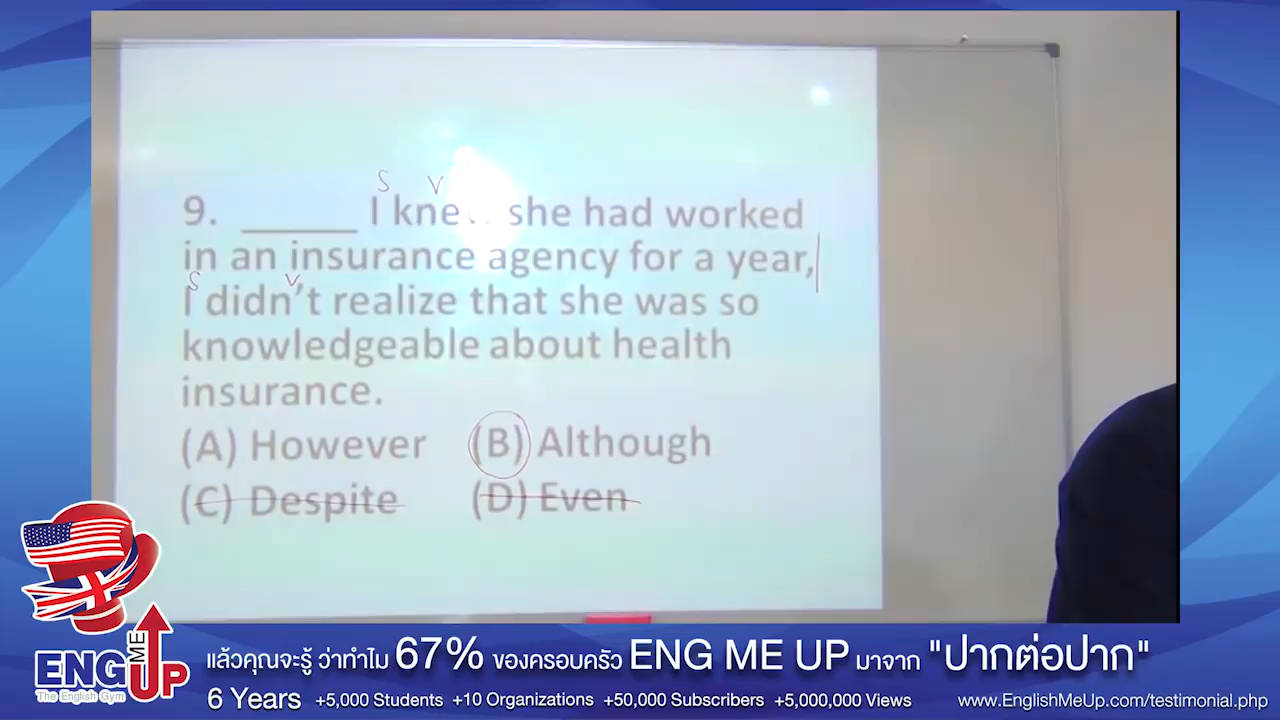 S V
9. _____ I knew she had worked
in an insurance agency for a year,
S V
I didn't realize that she was so
knowledgeable about health
insurance.
(A) However (B) Although
(C) Despite (D) Even
ENG ME UP
The English Gym
แล้วคุณจะรู้ ว่าทำไม 67% ของครอบครัว ENG ME UP มาจาก "ปากต่อปาก"
6 Years +5,000 Students +10 Organizations +50,000 Subscribers +5,000,000 Views www.EnglishMeUp.com/testimonial.php